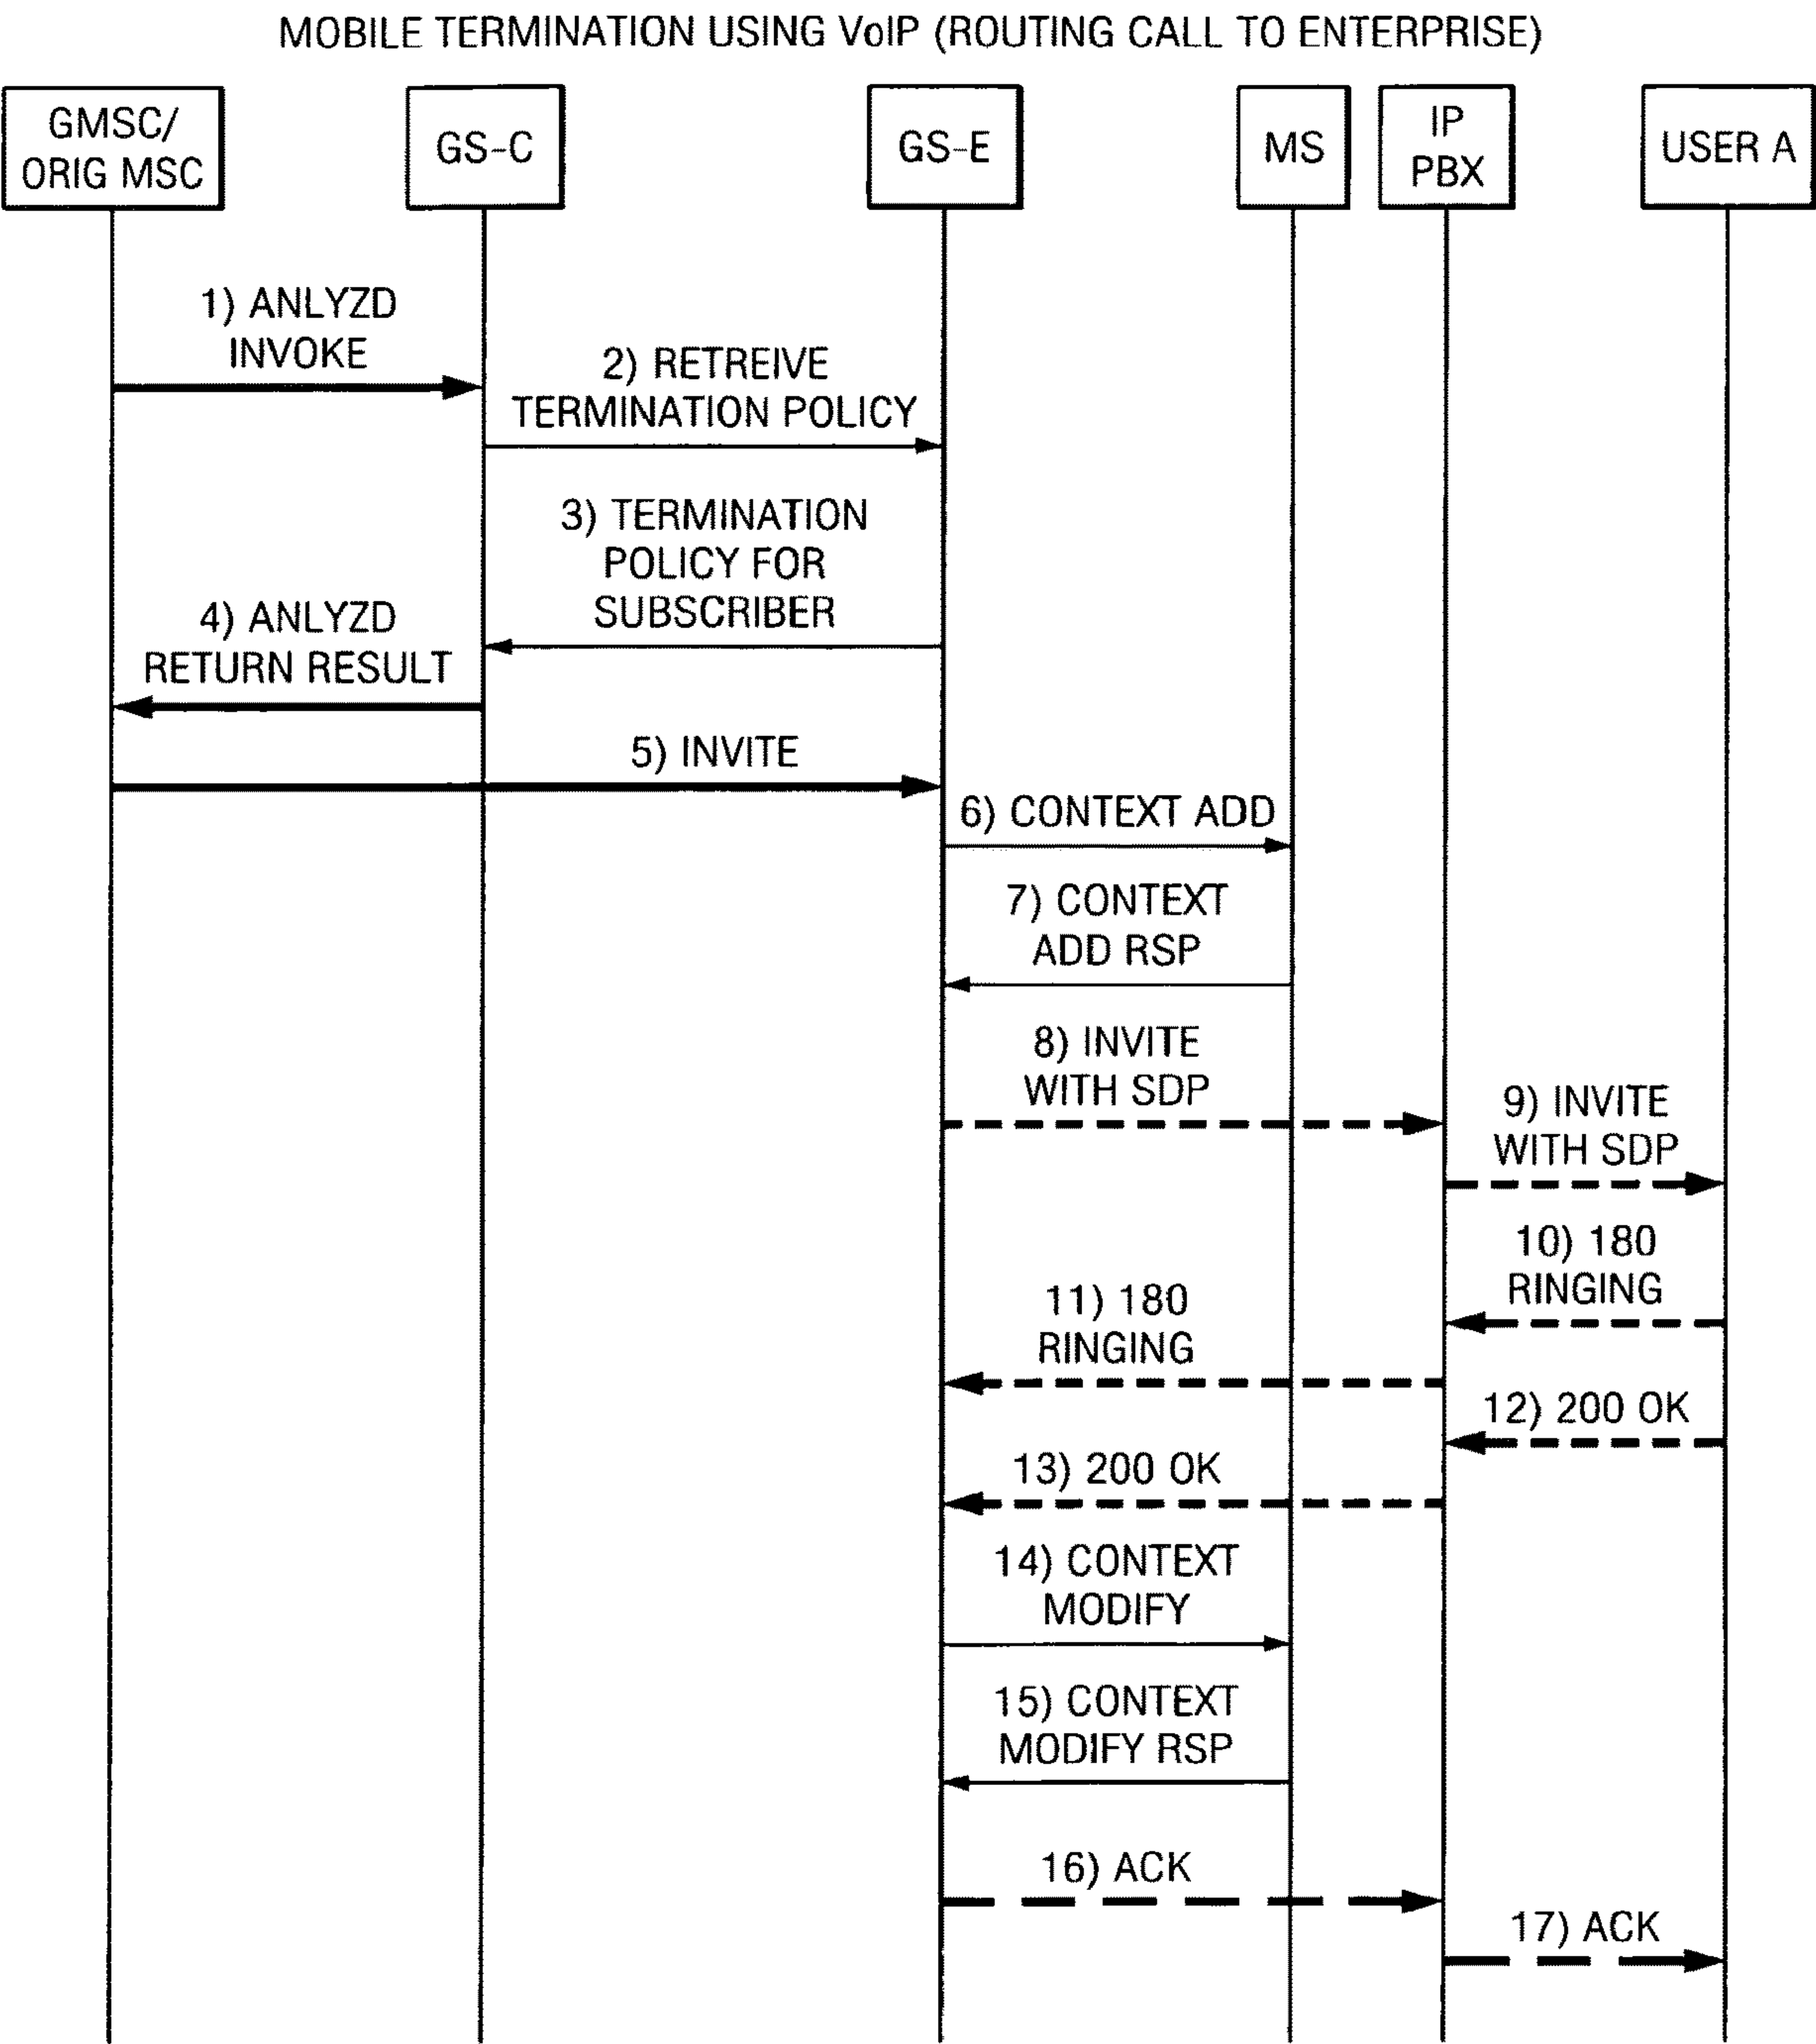 MOBILE TERMINATION USING VoIP (ROUTING CALL TO ENTERPRISE)
GMSC/
ORIG MSC
GS-C
GS-E
MS
IP
PBX
USER A
1) ANLYZD
INVOKE
2) RETREIVE
TERMINATION POLICY
3) TERMINATION
POLICY FOR
SUBSCRIBER
4) ANLYZD
RETURN RESULT
5) INVITE
6) CONTEXT ADD
7) CONTEXT
ADD RSP
8) INVITE
WITH SDP
9) INVITE
WITH SDP
10) 180
RINGING
11) 180
RINGING
12) 200 OK
13) 200 OK
14) CONTEXT
MODIFY
15) CONTEXT
MODIFY RSP
16) ACK
17) ACK